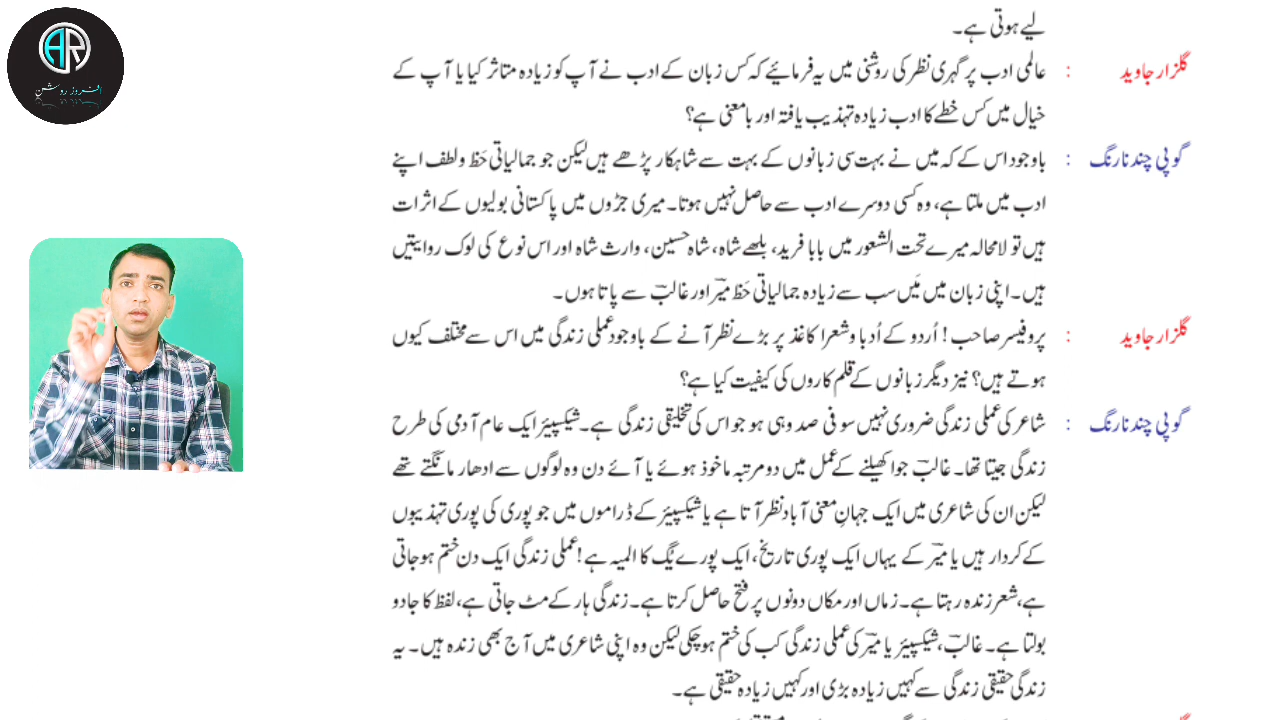 افروز روشن
لیے ہوتی ہے۔
گلزار جاوید : عالمی ادب پر گہری نظر کی روشنی میں یہ فرمائیے کہ کس زبان کے ادب نے آپ کو زیادہ متاثر کیا یا آپ کے
خیال میں کس خطے کا ادب زیادہ تہذیب یافتہ اور بامعنی ہے؟
گوپی چند نارنگ : باوجود اس کے کہ میں نے بہت سی زبانوں کے بہت سے شاہکار پڑھے ہیں لیکن جو جمالیاتی حَظ و لطف اپنے
ادب میں ملتا ہے، وہ کسی دوسرے ادب سے حاصل نہیں ہوتا۔ میری جڑوں میں پاکستانی بولیوں کے اثرات
ہیں تو لامحالہ میرے تحت الشعور میں بابا فرید، بلھے شاہ، شاہ حسین، وارث شاہ اور اس نوع کی لوک روایتیں
ہیں۔ اپنی زبان میں مَیں سب سے زیادہ جمالیاتی حَظ میرؔ اور غالبؔ سے پاتا ہوں۔
گلزار جاوید : پروفیسر صاحب! اُردو کے اُدبا و شعرا کاغذ پر بڑے نظر آنے کے باوجود عملی زندگی میں اس سے مختلف کیوں
ہوتے ہیں؟ نیز دیگر زبانوں کے قلم کاروں کی کیفیت کیا ہے؟
گوپی چند نارنگ : شاعر کی عملی زندگی ضروری نہیں سو فی صد وہی ہو جو اس کی تخلیقی زندگی ہے۔ شیکسپیئر ایک عام آدمی کی طرح
زندگی جیتا تھا۔ غالبؔ جوا کھیلنے کے عمل میں دو مرتبہ ماخوذ ہوئے یا آئے دن وہ لوگوں سے ادھار مانگتے تھے
لیکن ان کی شاعری میں ایک جہانِ معنی آباد نظر آتا ہے یا شیکسپیئر کے ڈراموں میں جو پوری کی پوری تہذیبوں
کے کردار ہیں یا میرؔ کے یہاں ایک پوری تاریخ، ایک پورے یگ کا المیہ ہے! عملی زندگی ایک دن ختم ہو جاتی
ہے، شعر زندہ رہتا ہے۔ زماں اور مکاں دونوں پر فتح حاصل کرتا ہے۔ زندگی ہار کے مٹ جاتی ہے، لفظ کا جادو
بولتا ہے۔ غالبؔ، شیکسپیئر یا میرؔ کی عملی زندگی کب کی ختم ہو چکی لیکن وہ اپنی شاعری میں آج بھی زندہ ہیں۔ یہ
زندگی حقیقی زندگی سے کہیں زیادہ بڑی اور کہیں زیادہ حقیقی ہے۔